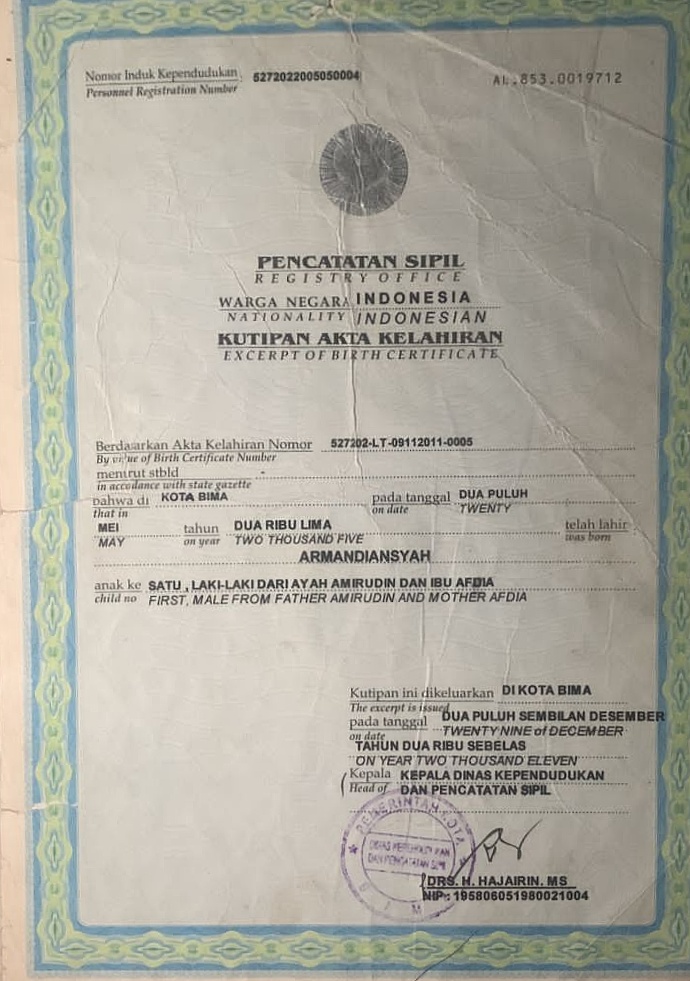 Nomor Induk Kependudukan 5272022005050004 AL.853.0019712
Personnel Registration Number
PENCATATAN SIPIL
REGISTRY OFFICE
WARGA NEGARA INDONESIA
NATIONALITY INDONESIAN
KUTIPAN AKTA KELAHIRAN
EXCERPT OF BIRTH CERTIFICATE
Berdasarkan Akta Kelahiran Nomor 527202-LT-09112011-0005
By virtue of Birth Certificate Number
menurut stbld -
in accordance with state gazette
bahwa di KOTA BIMA pada tanggal DUA PULUH
that in on date TWENTY
MEI tahun DUA RIBU LIMA telah lahir
MAY on year TWO THOUSAND FIVE was born
ARMANDIANSYAH
anak ke SATU , LAKI-LAKI DARI AYAH AMIRUDIN DAN IBU AFDIA
child no FIRST, MALE FROM FATHER AMIRUDIN AND MOTHER AFDIA
Kutipan ini dikeluarkan DI KOTA BIMA
The excerpt is issued
pada tanggal DUA PULUH SEMBILAN DESEMBER
on date TWENTY NINE of DECEMBER
TAHUN DUA RIBU SEBELAS
ON YEAR TWO THOUSAND ELEVEN
Kepala KEPALA DINAS KEPENDUDUKAN
Head of DAN PENCATATAN SIPIL
PEMERINTAH KOTA
DINAS KEPENDUDUKAN
DAN PENCATATAN SIPIL
B I M
DRS. H. HAJAIRIN. MS
NIP: 195806051980021004